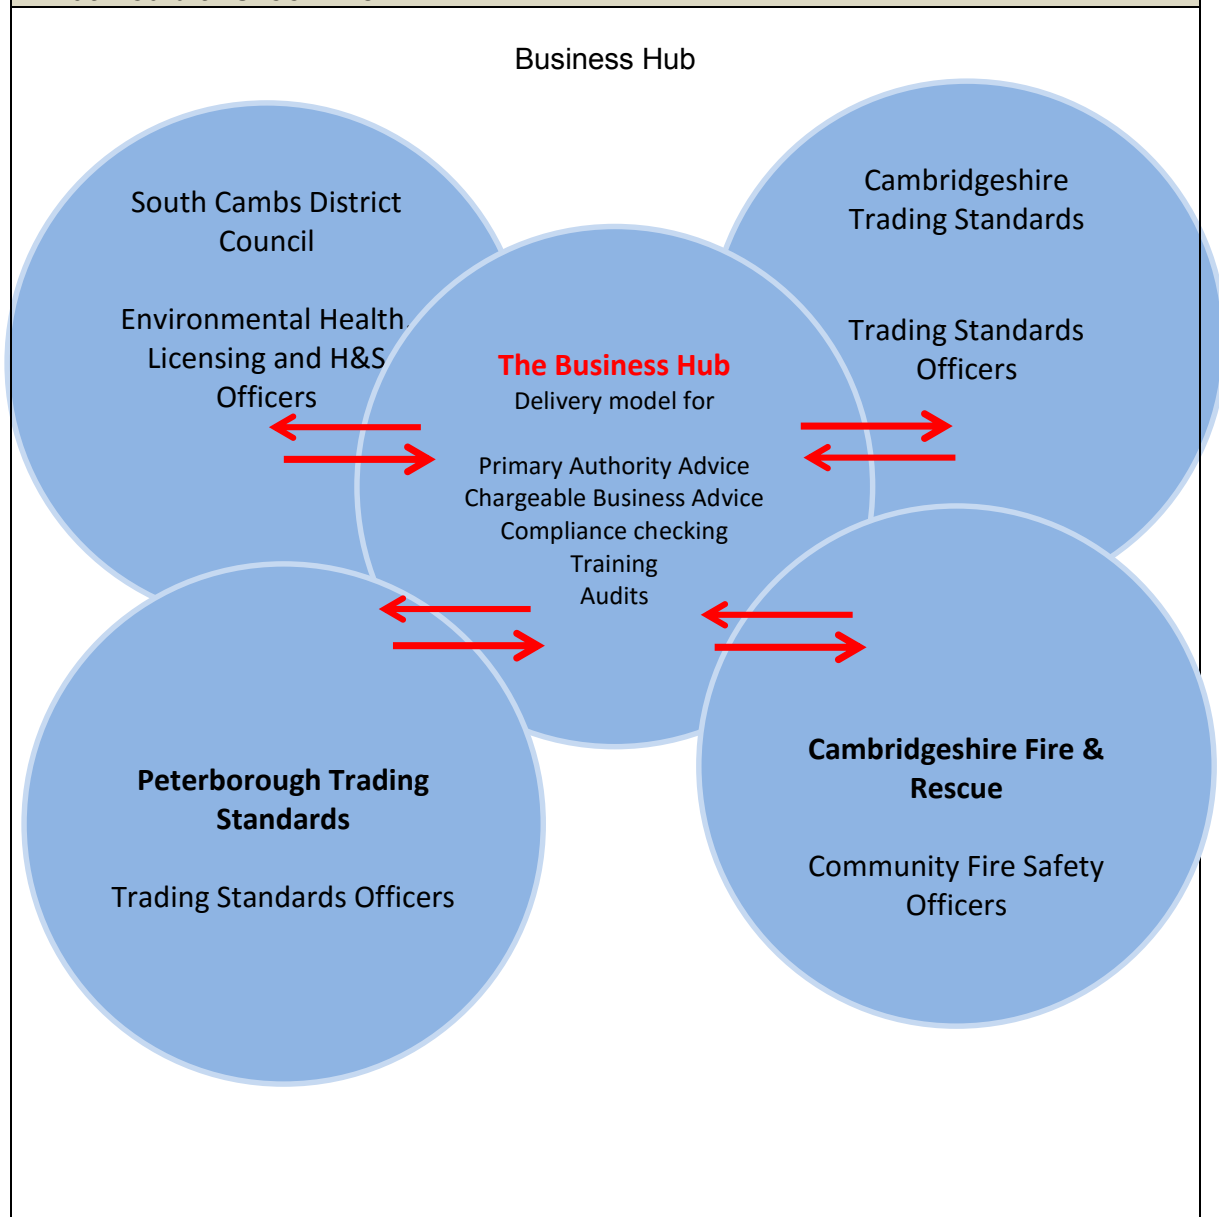 Business Hub
South Cambs District
Council
Environmental Health,
Licensing and H&S
Officers
Cambridgeshire
Trading Standards
Trading Standards
Officers
The Business Hub
Delivery model for
Primary Authority Advice
Chargeable Business Advice
Compliance checking
Training
Audits
Peterborough Trading
Standards
Trading Standards Officers
Cambridgeshire Fire &
Rescue
Community Fire Safety
Officers